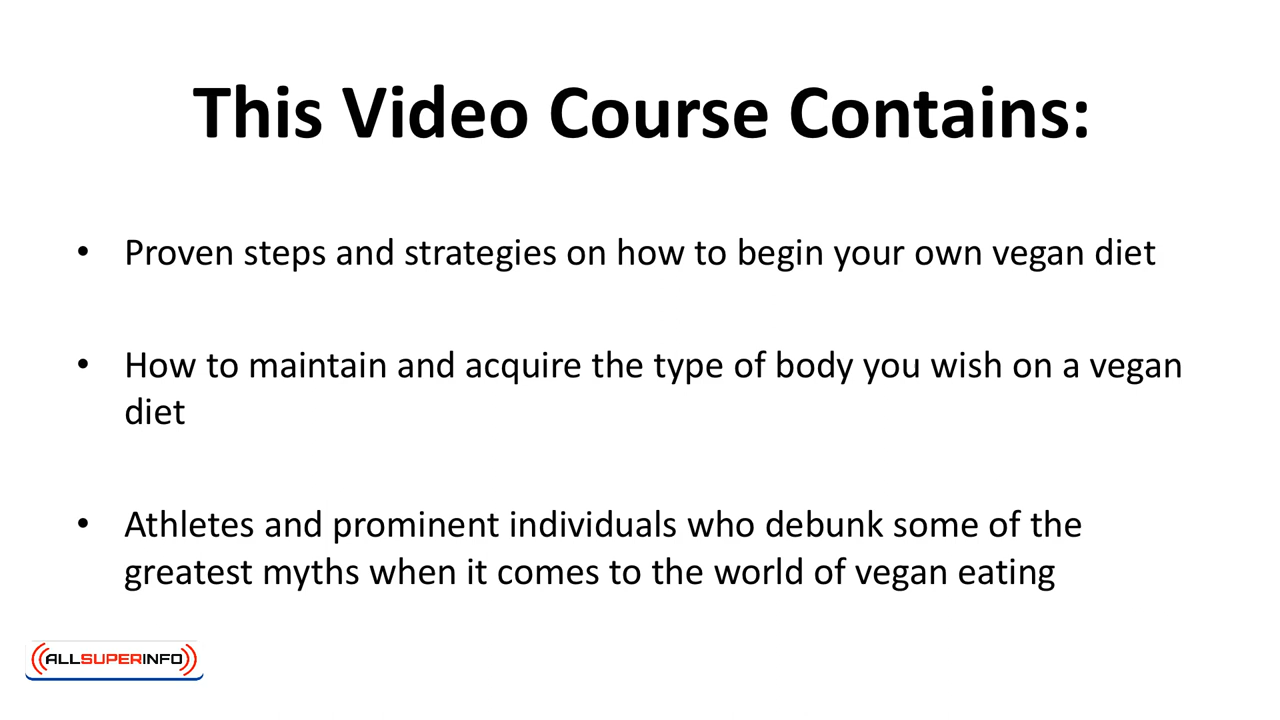 This Video Course Contains:
• Proven steps and strategies on how to begin your own vegan diet
• How to maintain and acquire the type of body you wish on a vegan
diet
• Athletes and prominent individuals who debunk some of the
greatest myths when it comes to the world of vegan eating
ALLSUPERINFO